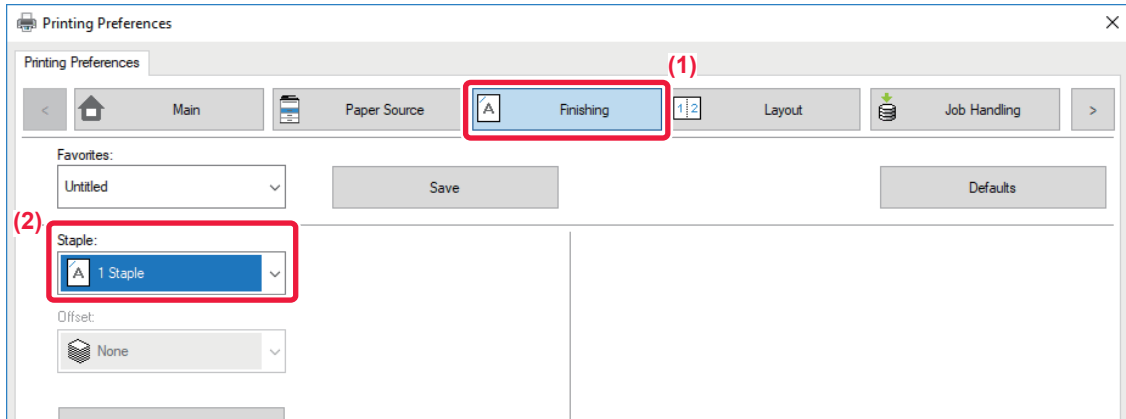 Printing Preferences
Printing Preferences
(1)
< Main Paper Source A Finishing 1 2 Layout Job Handling >
Favorites:
Untitled Save Defaults
(2)
Staple:
A 1 Staple
Offset:
None